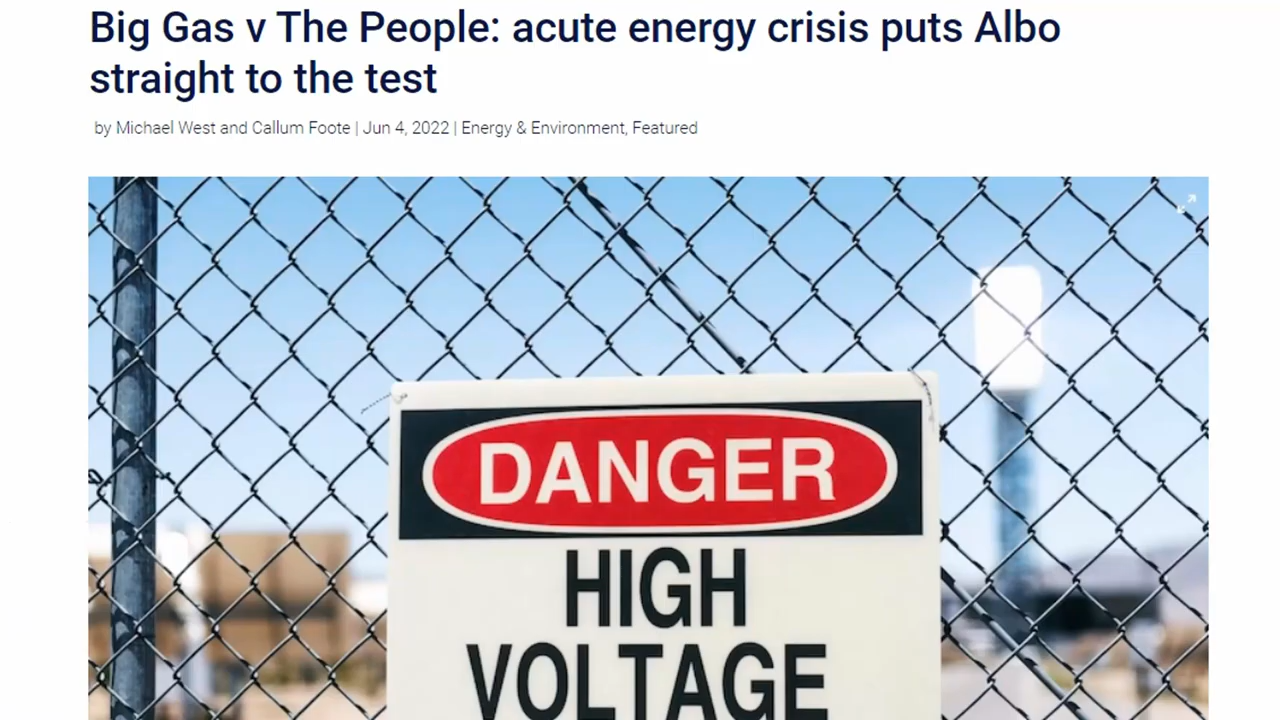 Big Gas v The People: acute energy crisis puts Albo
straight to the test
by Michael West and Callum Foote | Jun 4, 2022 | Energy & Environment, Featured
DANGER
HIGH
VOLTAGE